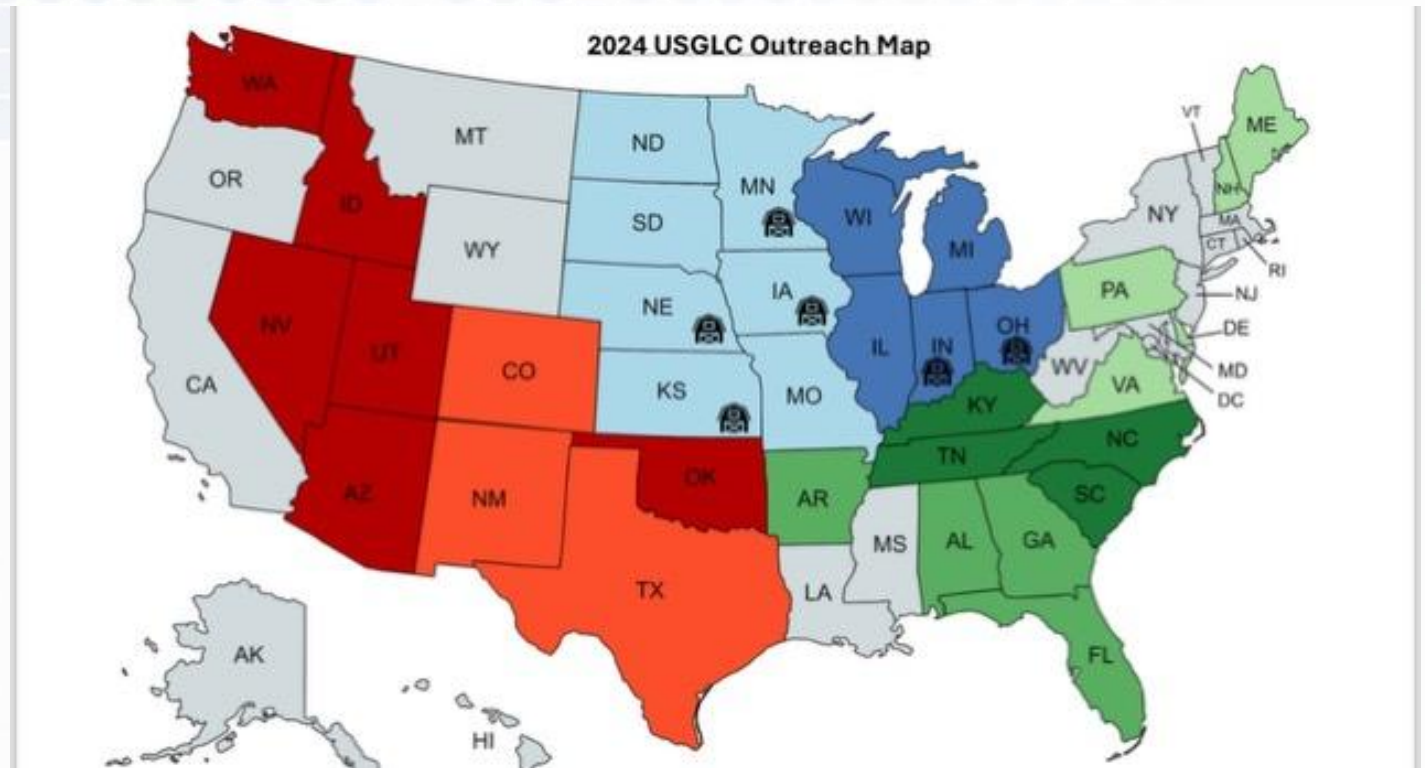 2024 USGLC Outreach Map
WA
MT
ND
MN
VT
ME
OR
ID
SD
WI
NH
NY
MA
WY
MI
CT
RI
IA
NE
PA
NJ
NV
OH
DE
UT
CO
IL
IN
WV
MD
CA
KS
MO
VA
DC
KY
NC
TN
AZ
NM
OK
AR
SC
MS
AL
GA
TX
LA
AK
FL
HI